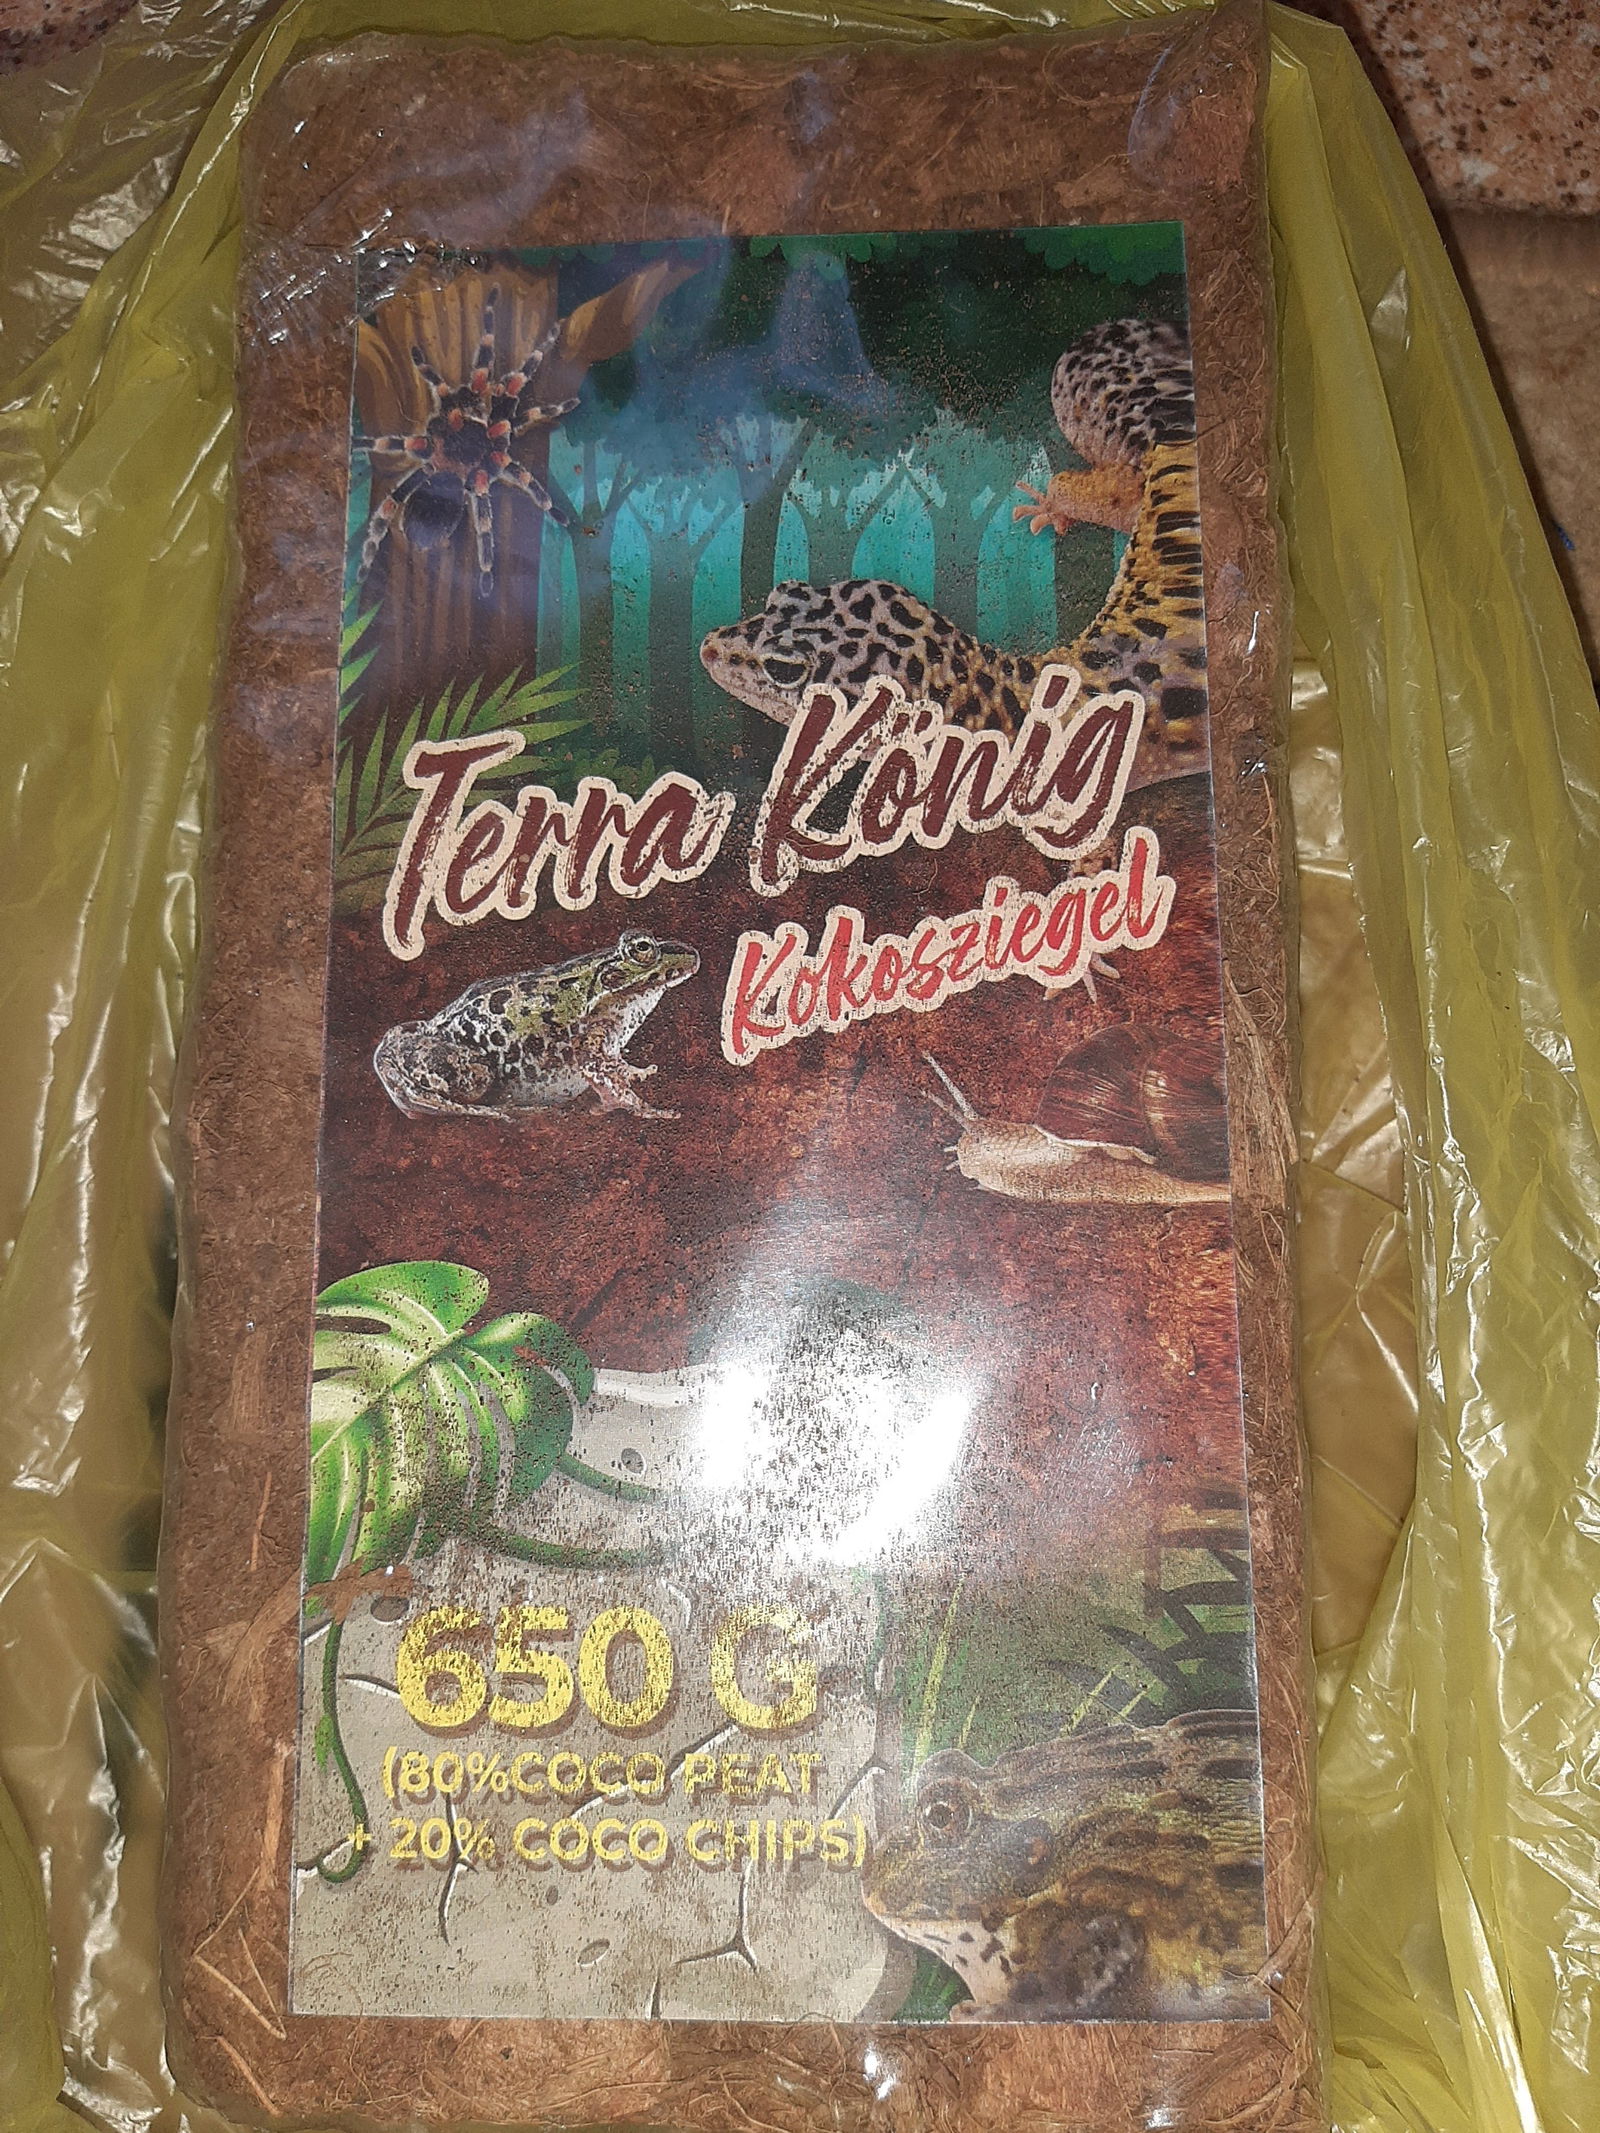 Terra König
Kokosziegel
650 G
(80%COCO PEAT
+ 20% COCO CHIPS)